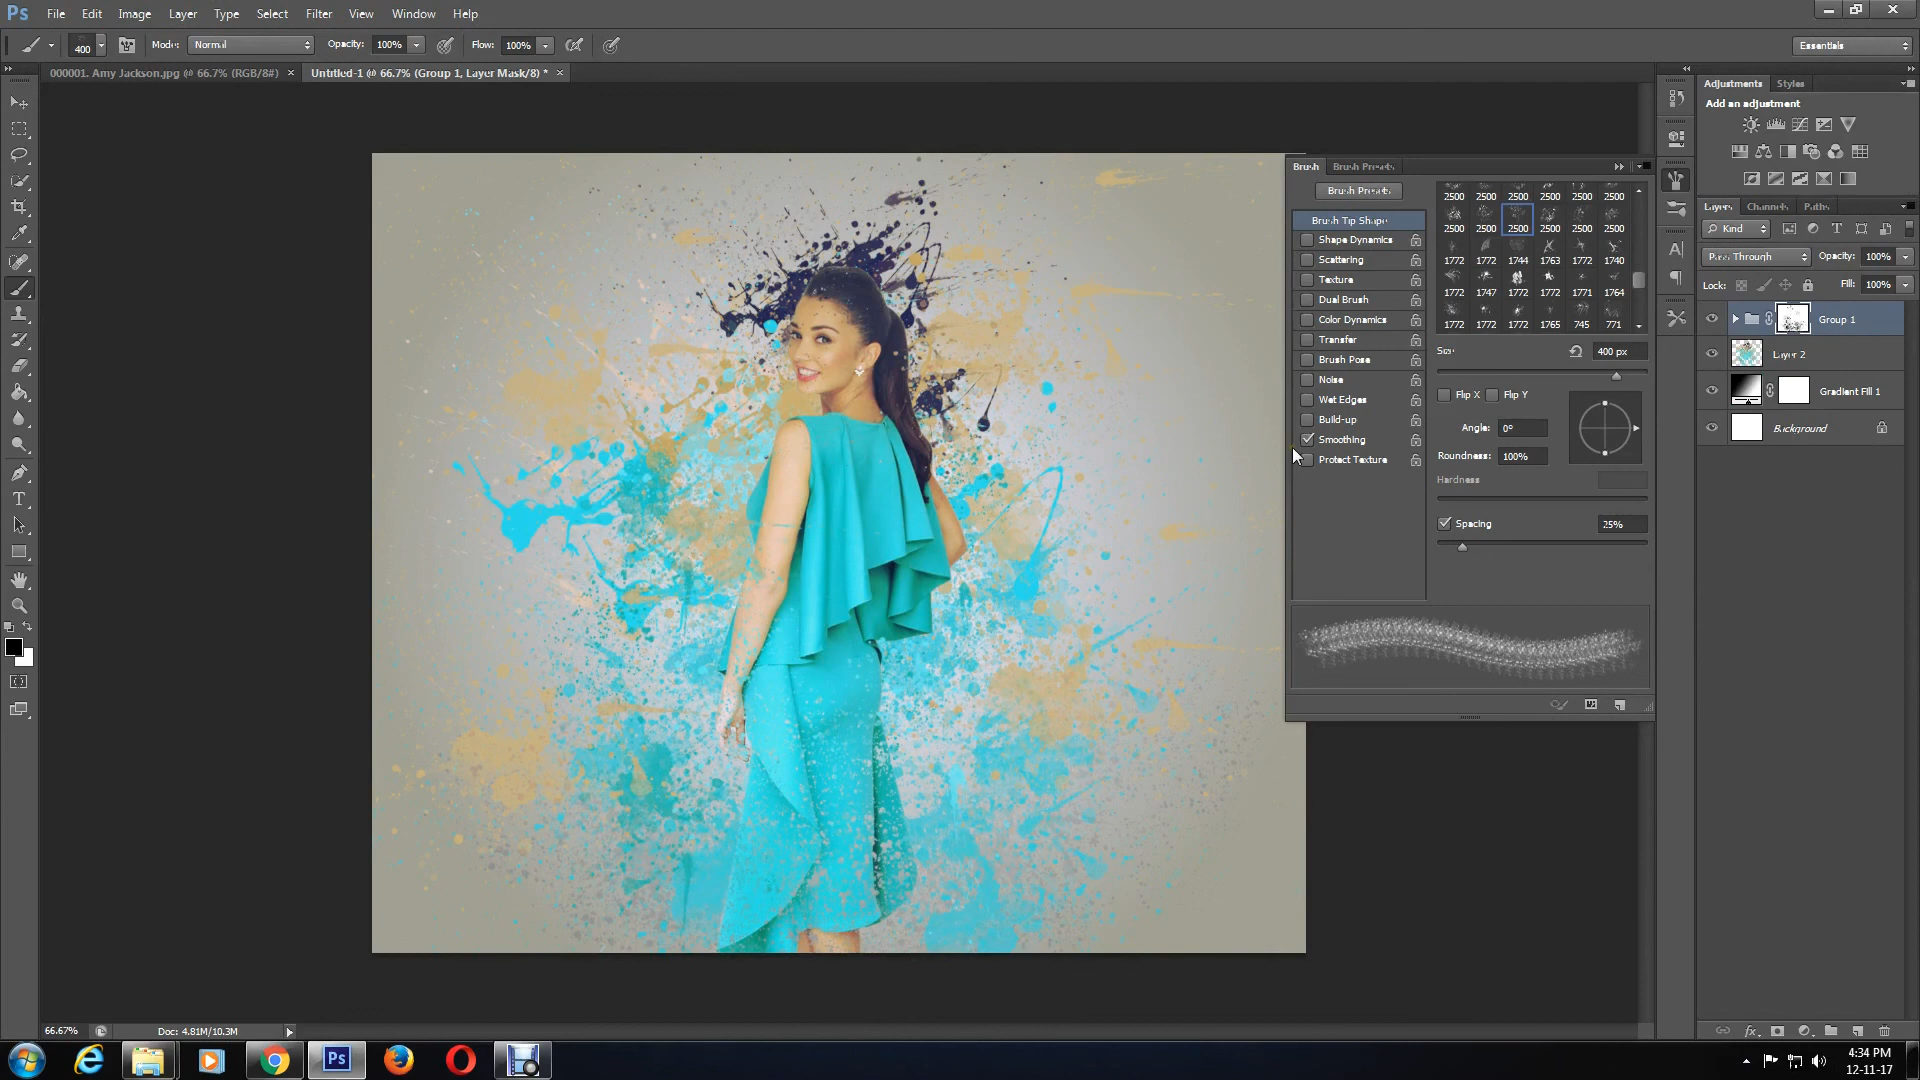 Ps File Edit Image Layer Type Select Filter View Window Help
400 Mode: Normal Opacity: 100% Flow: 100% Essentials
000001. Amy Jackson.jpg @ 66.7% (RGB/8#) × Untitled-1 @ 66.7% (Group 1, Layer Mask/8) * ×
Adjustments Styles
Add an adjustment
Brush Brush Presets
Brush Presets
2500 2500 2500 2500 2500 2500
2500 2500 2500 2500 2500 2500
1772 1772 1744 1763 1772 1740
1772 1747 1772 1772 1771 1764
1772 1772 1772 1765 745 771
Brush Tip Shape
Shape Dynamics
Scattering
Texture
Dual Brush
Color Dynamics
Transfer
Brush Pose
Noise
Wet Edges
Build-up
Smoothing
Protect Texture
Size 400 px
Flip X Flip Y
Angle: 0°
Roundness: 100%
Hardness
Spacing 25%
Layers Channels Paths
Kind
Pass Through Opacity: 100%
Lock: Fill: 100%
Group 1
Layer 2
Gradient Fill 1
Background
66.67% Doc: 4.81M/10.3M
Ps
4:34 PM
12-11-17